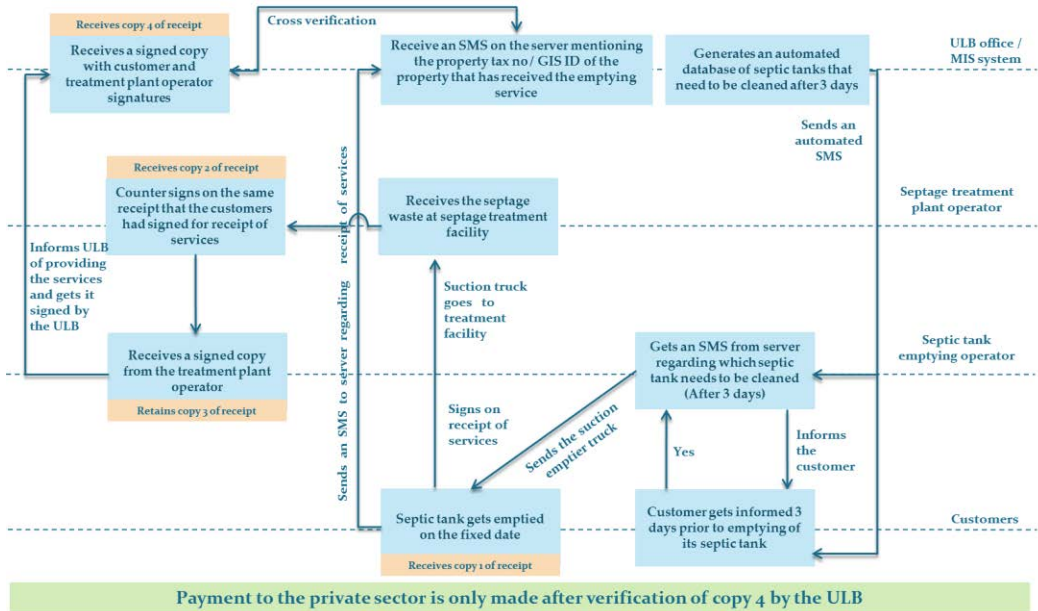 Receives copy 4 of receipt
Receives a signed copy
with customer and
treatment plant operator
signatures
Cross verification
Receive an SMS on the server mentioning
the property tax no/ GIS ID of the
property that has received the emptying
service
Generates an automated
database of septic tanks that
need to be cleaned after 3 days
ULB office /
MIS system
Sends an
automated
SMS
Receives copy 2 of receipt
Counter signs on the same
receipt that the customers
had signed for receipt of
services
Receives the septage
waste at septage treatment
facility
Septage treatment
plant operator
Informs ULB
of providing
the services
and gets it
signed by
the ULB
Sends an SMS to server regarding receipt of services
Suction truck
goes to
treatment
facility
Receives a signed copy
from the treatment plant
operator
Retains copy 3 of receipt
Gets an SMS from server
regarding which septic
tank needs to be cleaned
(After 3 days)
Septic tank
emptying operator
Signs on
receipt of
services
Sends the suction
emptier truck
Yes
Informs
the
customer
Septic tank gets emptied
on the fixed date
Receives copy 1 of receipt
Customer gets informed 3
days prior to emptying of
its septic tank
Customers
Payment to the private sector is only made after verification of copy 4 by the ULB